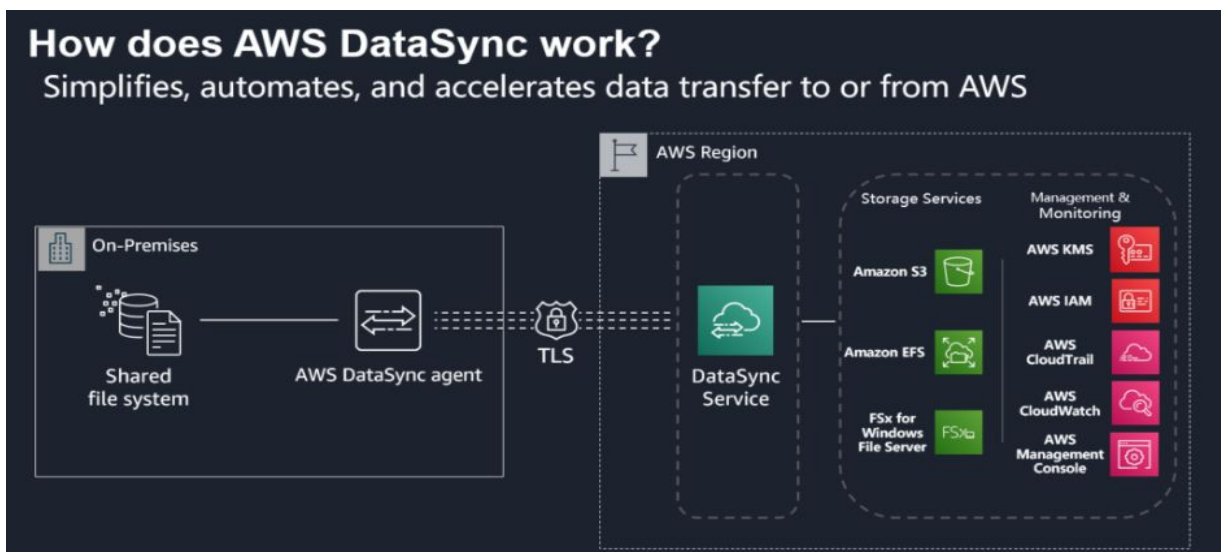 How does AWS DataSync work?
Simplifies, automates, and accelerates data transfer to or from AWS
AWS Region
On-Premises
Shared
file system
AWS DataSync agent
TLS
DataSync
Service
Storage Services
Amazon S3
Amazon EFS
FSx for
Windows
File Server
FSx
Management &
Monitoring
AWS KMS
AWS IAM
AWS
CloudTrail
AWS
CloudWatch
AWS
Management
Console